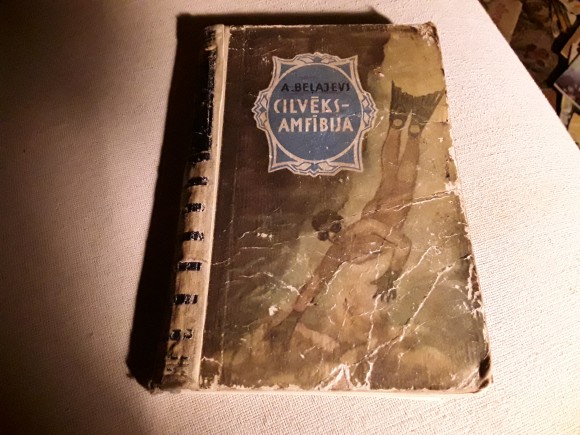 A. BEĻAJEVS
CILVĒKS-
AMFĪBIJA